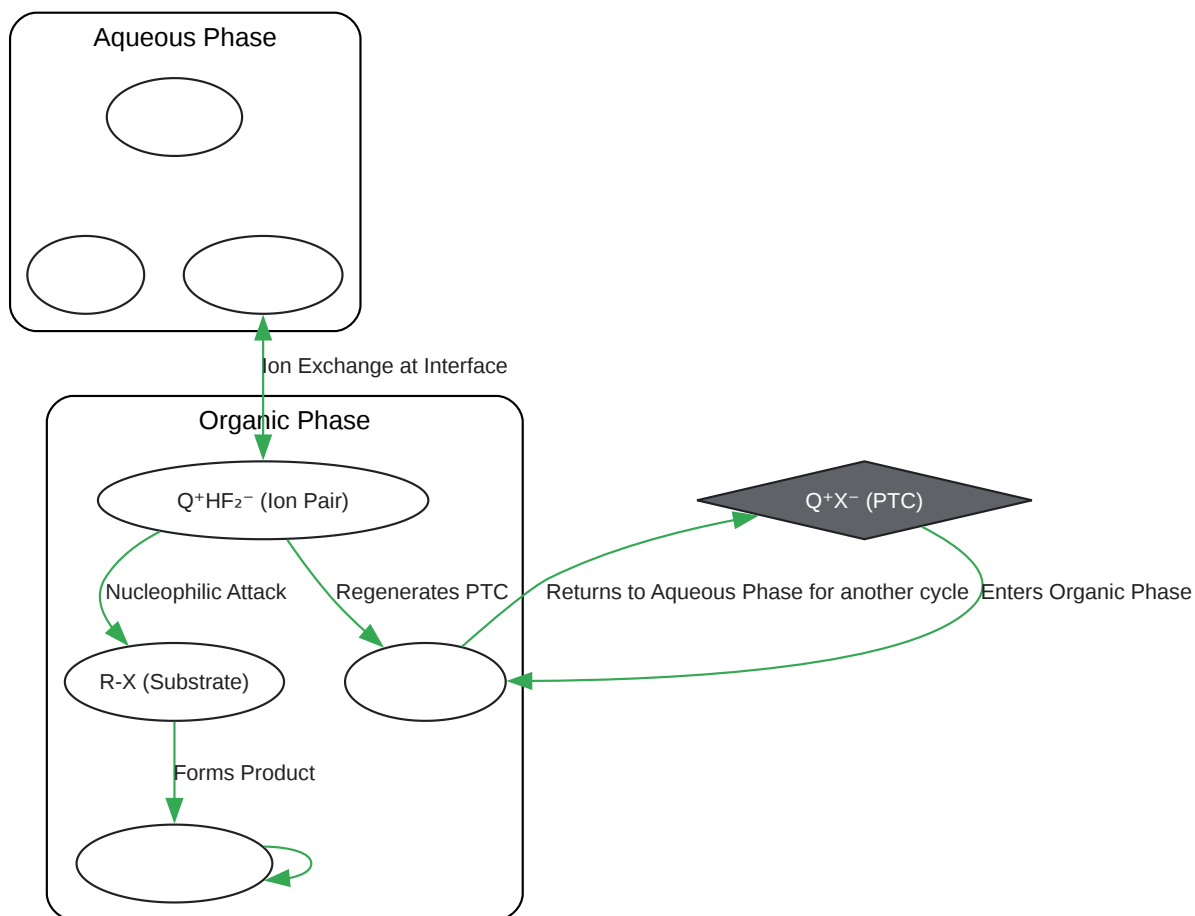 Aqueous Phase
Ion Exchange at Interface
Organic Phase
Q⁺HF₂⁻ (Ion Pair)
Q⁺X⁻ (PTC)
Nucleophilic Attack
Regenerates PTC
Returns to Aqueous Phase for another cycle
Enters Organic Phase
R-X (Substrate)
Forms Product